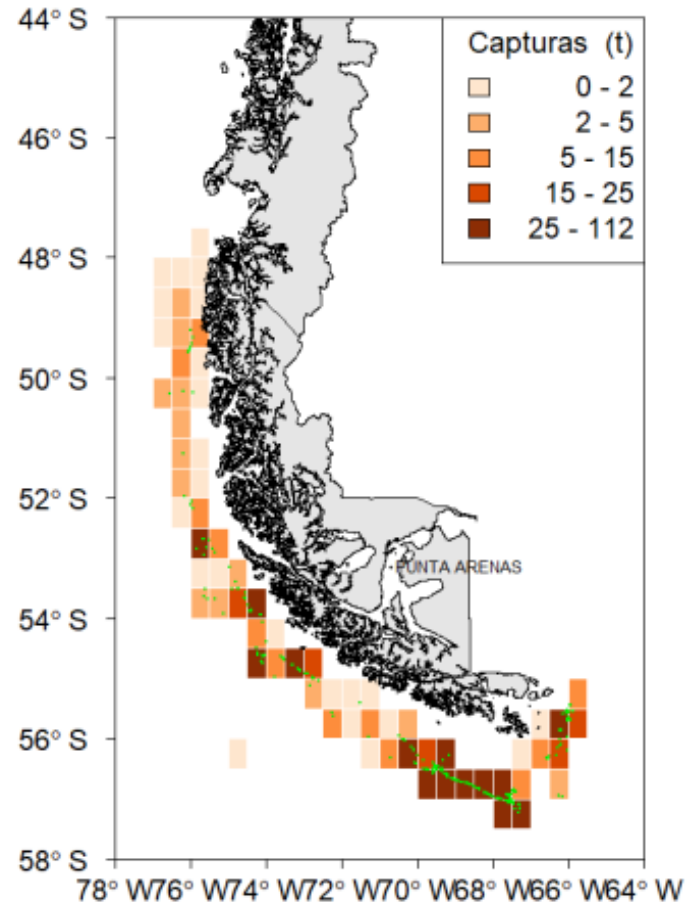 44° S
Capturas (t)
0 - 2
2 - 5
5 - 15
15 - 25
25 - 112
46° S
48° S
50° S
52° S
PUNTA ARENAS
54° S
56° S
58° S
78° W76° W74° W72° W70° W68° W66° W64° W